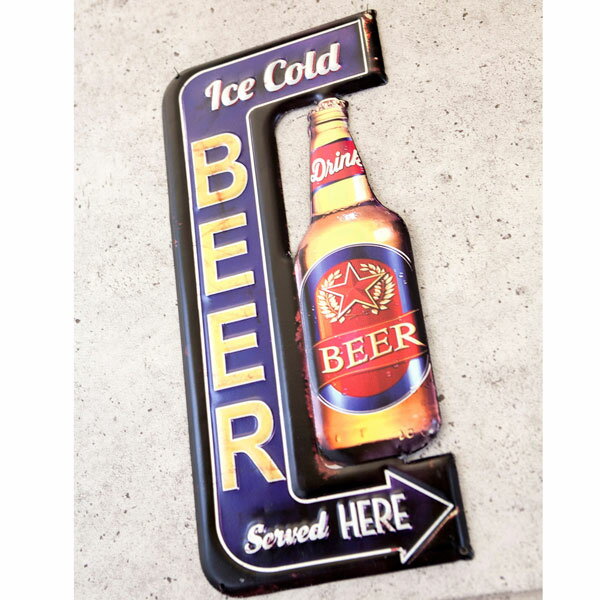 Ice Cold
BEER
Served HERE
Drink
BEER